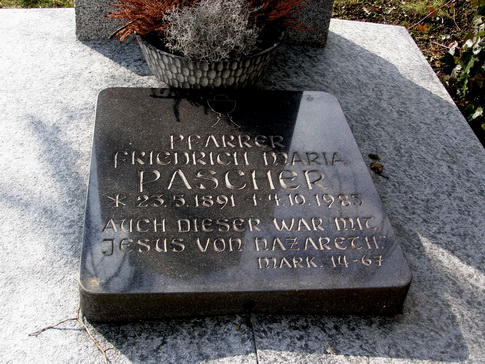 PFARRER
FRIEDRICH MARIA
PASCHER
* 23.5.1891 † 4.10.1985
AUCH DIESER WAR MIT
JESUS VON NAZARETH.
MARK. 14-67